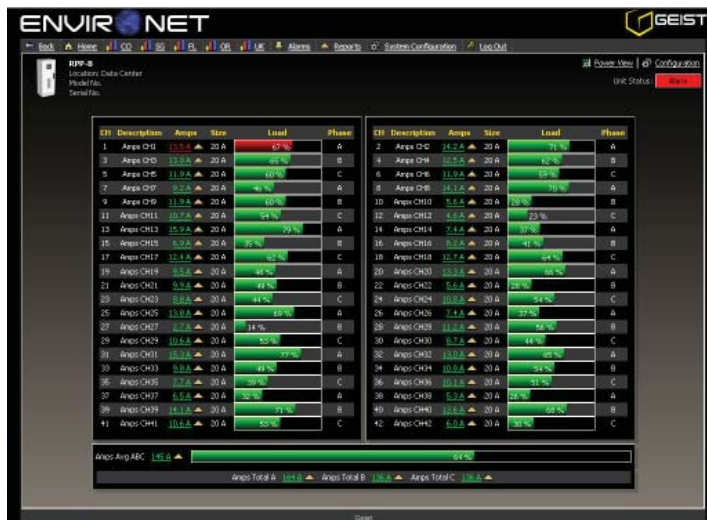 ENVIRONET
GEIST
Back Home CO SG FL OR UK Alarms Reports System Configuration Log Out
RPP-8
Location: Data Center
Model No.
Serial No.
Power View | Configuration
Unit Status: Alarm
CH Description Amps Size Load Phase
1 Amps CH1 13.5 A 20 A 67 % A
3 Amps CH3 13.0 A 20 A 65 % B
5 Amps CH5 11.9 A 20 A 60 % C
7 Amps CH7 9.2 A 20 A 46 % A
9 Amps CH9 11.9 A 20 A 60 % B
11 Amps CH11 10.7 A 20 A 54 % C
13 Amps CH13 15.9 A 20 A 79 % A
15 Amps CH15 6.9 A 20 A 35 % B
17 Amps CH17 12.4 A 20 A 62 % C
19 Amps CH19 9.5 A 20 A 48 % A
21 Amps CH21 9.9 A 20 A 49 % B
23 Amps CH23 8.8 A 20 A 44 % C
25 Amps CH25 13.8 A 20 A 69 % A
27 Amps CH27 2.7 A 20 A 14 % B
29 Amps CH29 10.6 A 20 A 53 % C
31 Amps CH31 15.3 A 20 A 77 % A
33 Amps CH33 9.8 A 20 A 49 % B
35 Amps CH35 7.7 A 20 A 39 % C
37 Amps CH37 6.5 A 20 A 32 % A
39 Amps CH39 14.1 A 20 A 71 % B
41 Amps CH41 10.6 A 20 A 53 % C
CH Description Amps Size Load Phase
2 Amps CH2 14.2 A 20 A 71 % A
4 Amps CH4 12.5 A 20 A 62 % B
6 Amps CH6 11.9 A 20 A 59 % C
8 Amps CH8 14.1 A 20 A 70 % A
10 Amps CH10 5.6 A 20 A 28 % B
12 Amps CH12 4.6 A 20 A 23 % C
14 Amps CH14 7.4 A 20 A 37 % A
16 Amps CH16 8.2 A 20 A 41 % B
18 Amps CH18 12.7 A 20 A 64 % C
20 Amps CH20 13.3 A 20 A 66 % A
22 Amps CH22 5.6 A 20 A 28 % B
24 Amps CH24 10.8 A 20 A 54 % C
26 Amps CH26 7.4 A 20 A 37 % A
28 Amps CH28 11.2 A 20 A 56 % B
30 Amps CH30 8.7 A 20 A 44 % C
32 Amps CH32 13.0 A 20 A 65 % A
34 Amps CH34 10.8 A 20 A 54 % B
36 Amps CH36 10.1 A 20 A 51 % C
38 Amps CH38 5.3 A 20 A 26 % A
40 Amps CH40 13.6 A 20 A 68 % B
42 Amps CH42 6.0 A 20 A 30 % C
Amps Avg ABC 145 A 64 %
Amps Total A 164 A Amps Total B 136 A Amps Total C 136 A
Geist